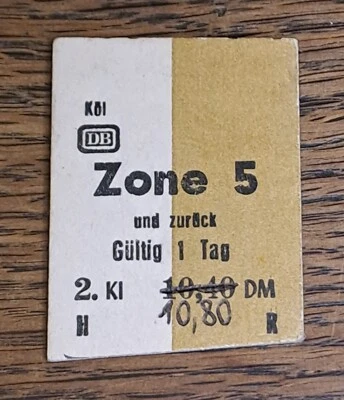 Köl
DB
Zone 5
und zurück
Gültig 1 Tag
2. Kl 10,40 DM
10,80
H R